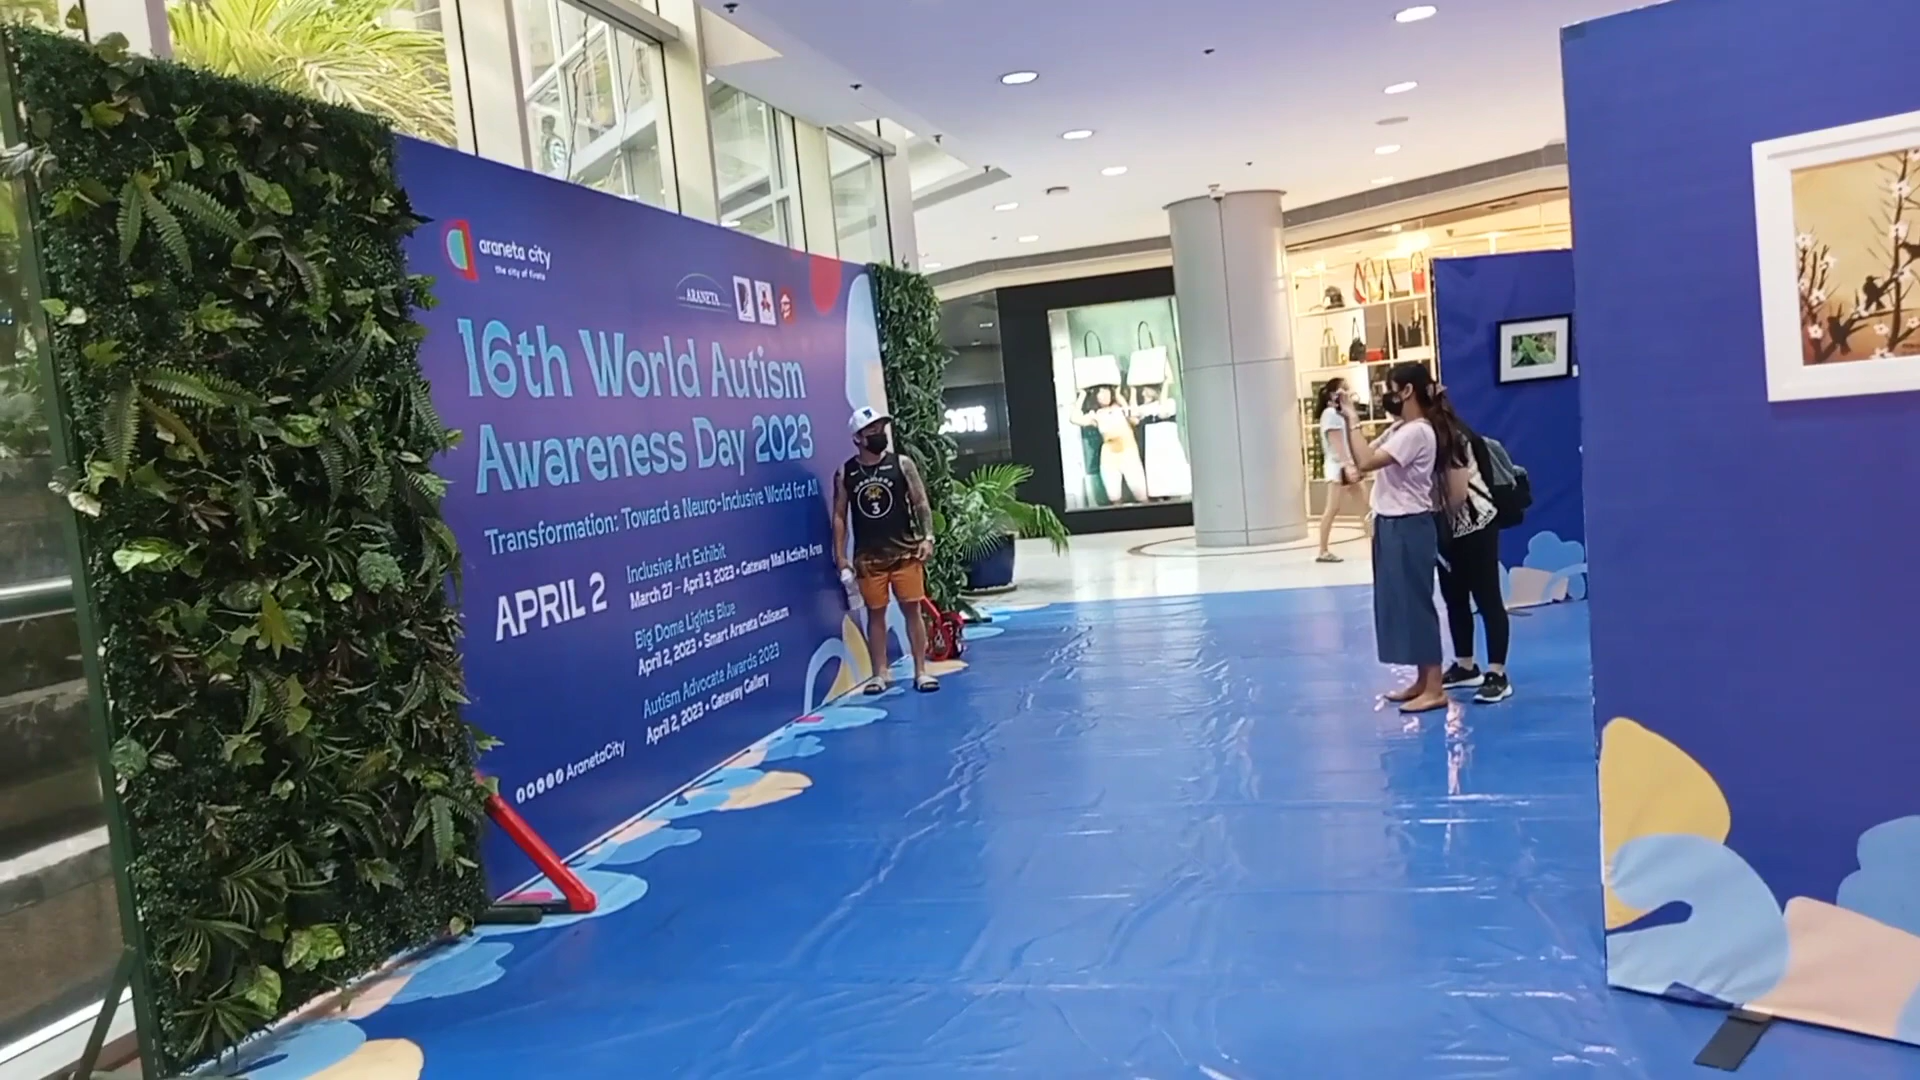 araneta city
the city of firsts
ARANETA
16th World Autism
Awareness Day 2023
Transformation: Toward a Neuro-Inclusive World for All
APRIL 2
Inclusive Art Exhibit
March 27 – April 3, 2023 • Gateway Mall Activity Area
Big Dome Lights Blue
April 2, 2023 • Smart Araneta Coliseum
Autism Advocate Awards 2023
April 2, 2023 • Gateway Gallery
AranetaCity
3